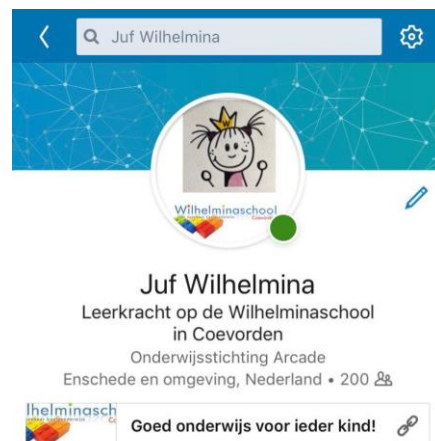 Juf Wilhelmina
W
Wilhelminaschool
Coevorden
Juf Wilhelmina
Leerkracht op de Wilhelminaschool
in Coevorden
Onderwijsstichting Arcade
Enschede en omgeving, Nederland • 200
lhelminasch
Goed onderwijs voor ieder kind!